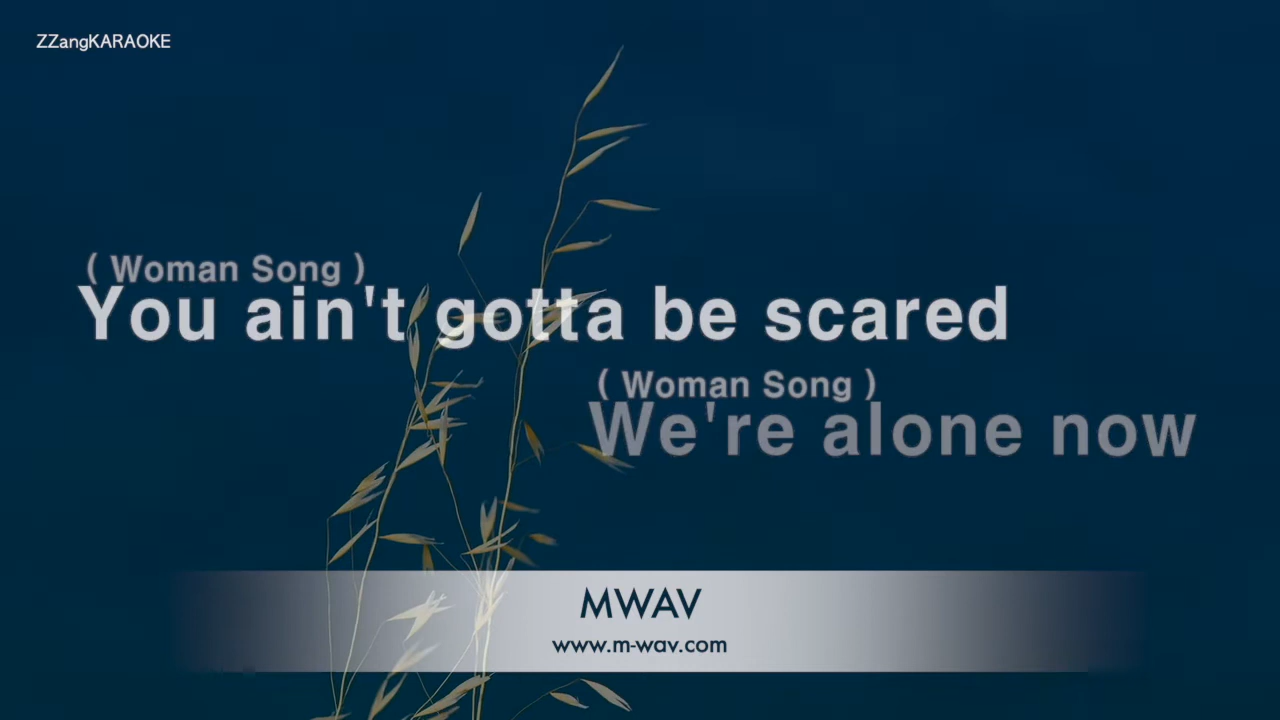 ZZangKARAOKE
( Woman Song )
You ain't gotta be scared
( Woman Song )
We're alone now
MWAV
www.m-wav.com